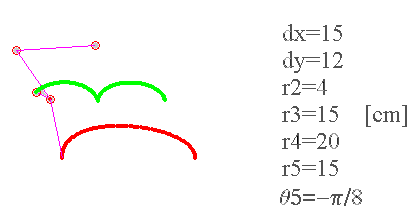 dx=15
dy=12
r2=4
r3=15 [cm]
r4=20
r5=15
θ5=−π/8